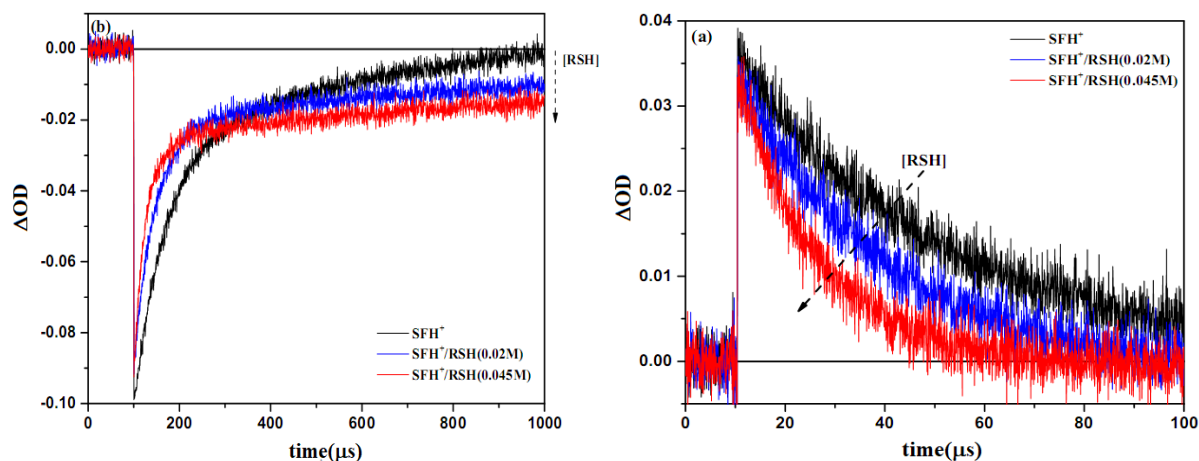 (b)
0.00
-0.02
-0.04
-0.06
-0.08
-0.10
ΔOD
[RSH]
SFH⁺
SFH⁺/RSH(0.02M)
SFH⁺/RSH(0.045M)
0 200 400 600 800 1000
time(μs)
(a)
0.04
0.03
0.02
0.01
0.00
ΔOD
SFH⁺
SFH⁺/RSH(0.02M)
SFH⁺/RSH(0.045M)
[RSH]
0 20 40 60 80 100
time(μs)